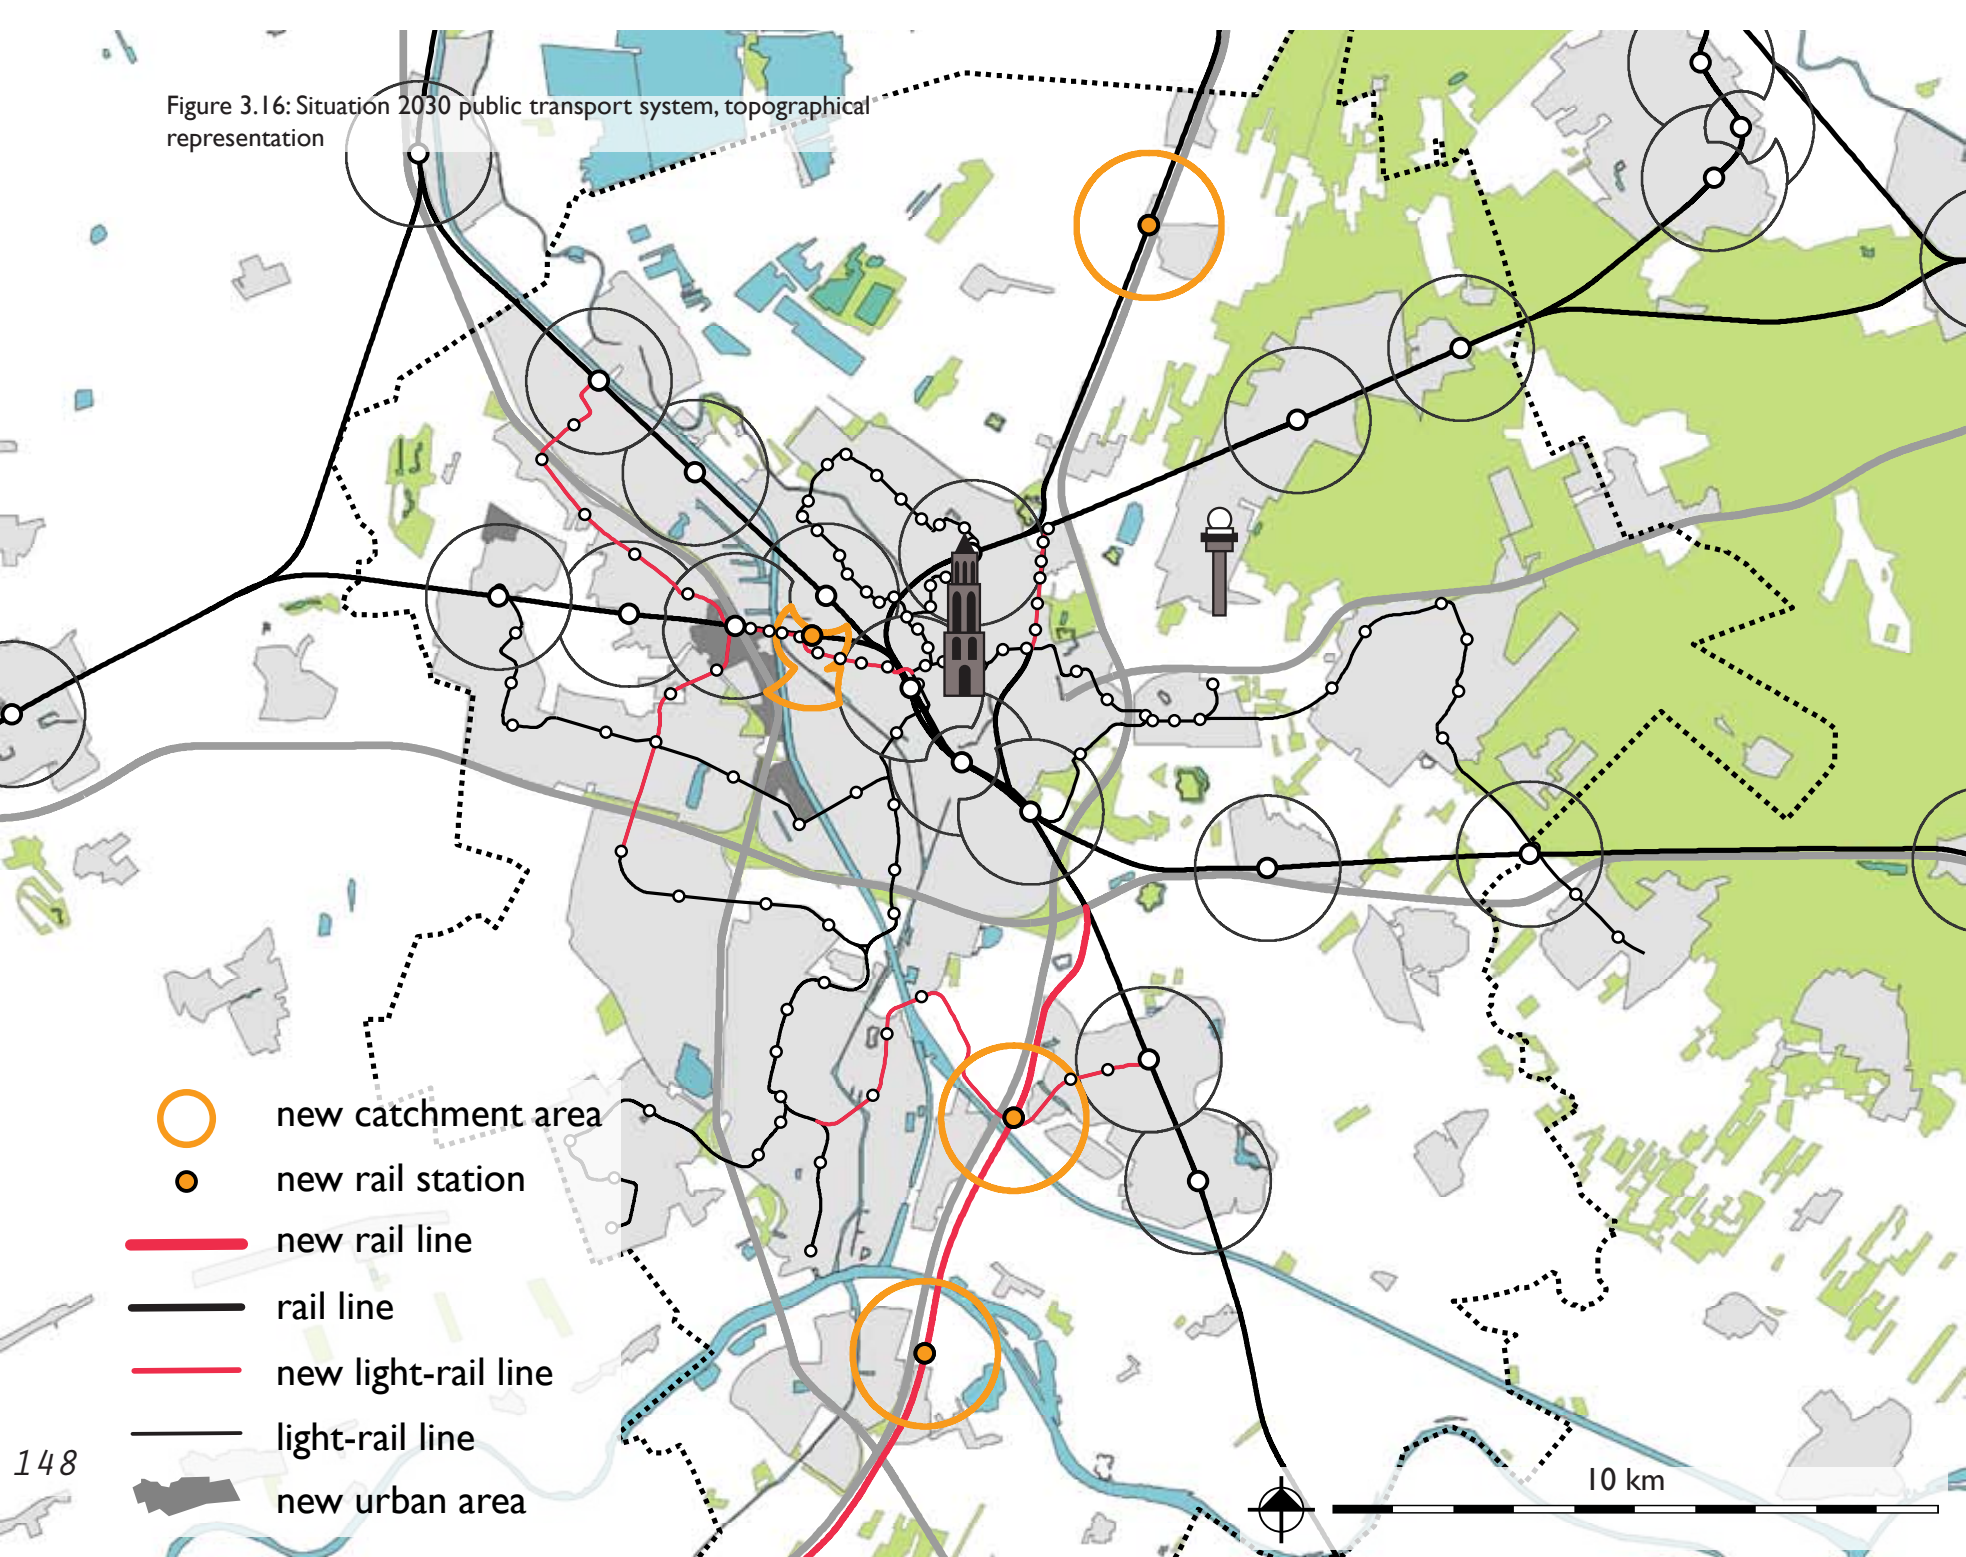 Figure 3.16: Situation 2030 public transport system, topographical
representation
new catchment area
new rail station
new rail line
rail line
new light-rail line
light-rail line
new urban area
148
10 km